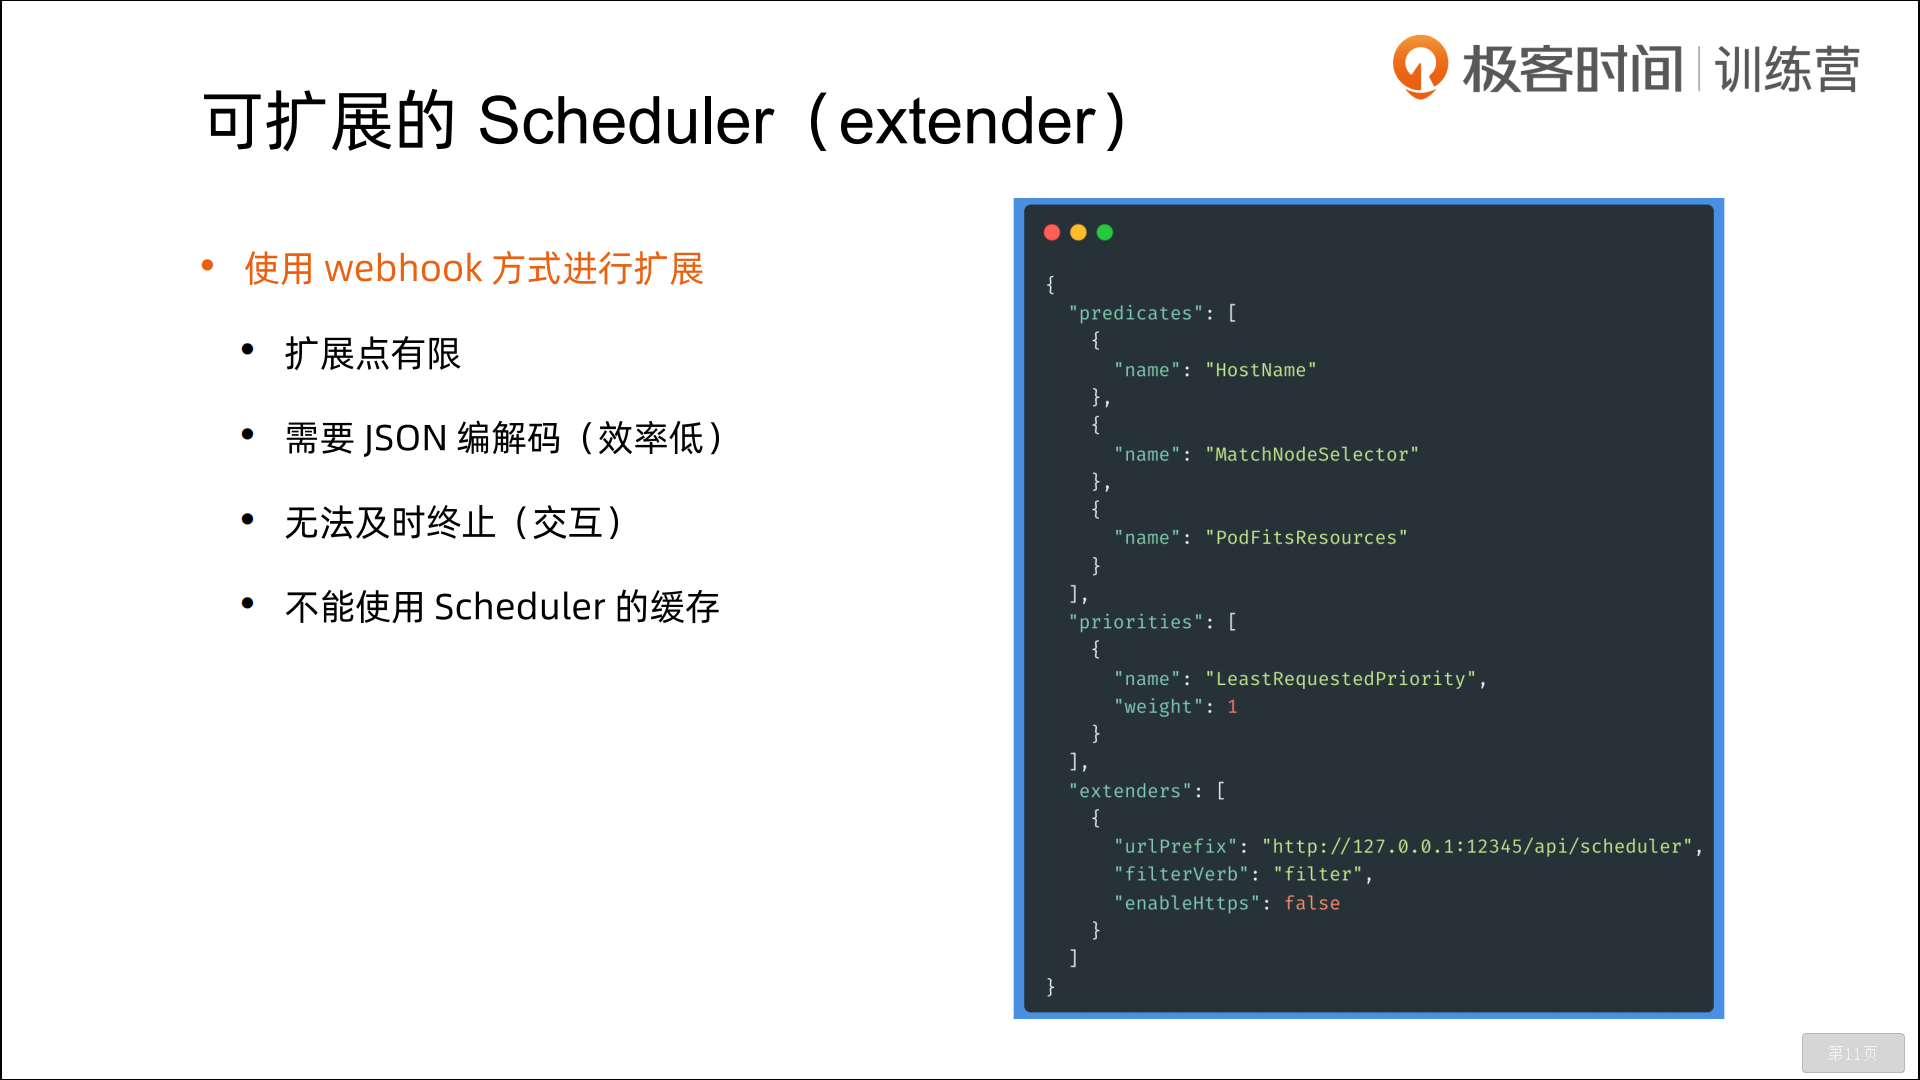 极客时间 | 训练营
可扩展的 Scheduler（extender）
• 使用 webhook 方式进行扩展
• 扩展点有限
• 需要 JSON 编解码（效率低）
• 无法及时终止（交互）
• 不能使用 Scheduler 的缓存
{
"predicates": [
{
"name": "HostName"
},
{
"name": "MatchNodeSelector"
},
{
"name": "PodFitsResources"
}
],
"priorities": [
{
"name": "LeastRequestedPriority",
"weight": 1
}
],
"extenders": [
{
"urlPrefix": "http://127.0.0.1:12345/api/scheduler",
"filterVerb": "filter",
"enableHttps": false
}
]
}
第11页